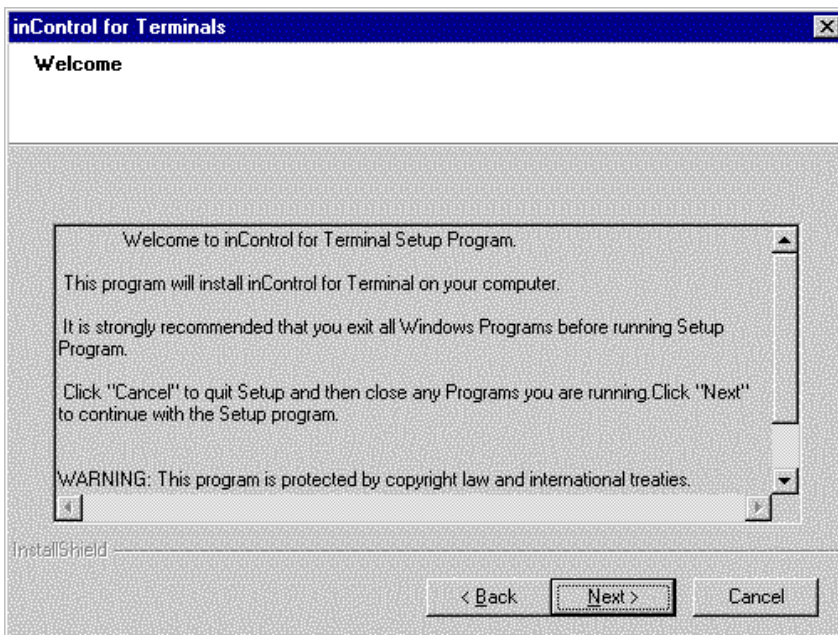 inControl for Terminals
Welcome
Welcome to inControl for Terminal Setup Program.
This program will install inControl for Terminal on your computer.
It is strongly recommended that you exit all Windows Programs before running Setup
Program.
Click "Cancel" to quit Setup and then close any Programs you are running.Click "Next"
to continue with the Setup program.
WARNING: This program is protected by copyright law and international treaties.
InstallShield
< Back
Next >
Cancel